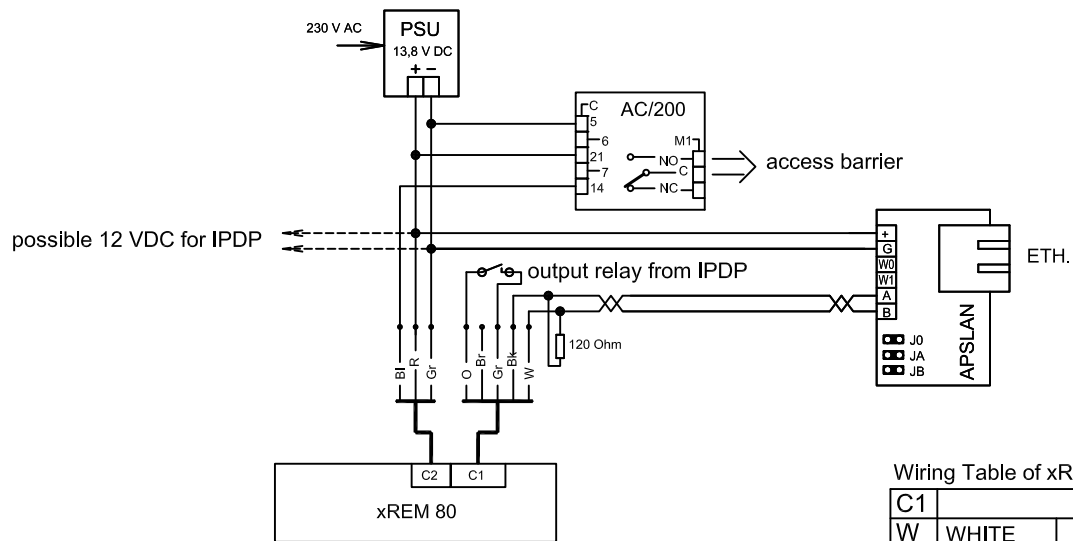 230 V AC
PSU
13,8 V DC
+ −
C
5
6
21
7
14
AC/200
M1
NO
C
NC
access barrier
possible 12 VDC for IPDP
output relay from IPDP
+
G
W0
W1
A
B
ETH.
J0
JA
JB
APSLAN
120 Ohm
Bl
R
Gr
O
Br
Gr
Bk
W
C2
C1
xREM 80
Wiring Table of xR
C1
W WHITE